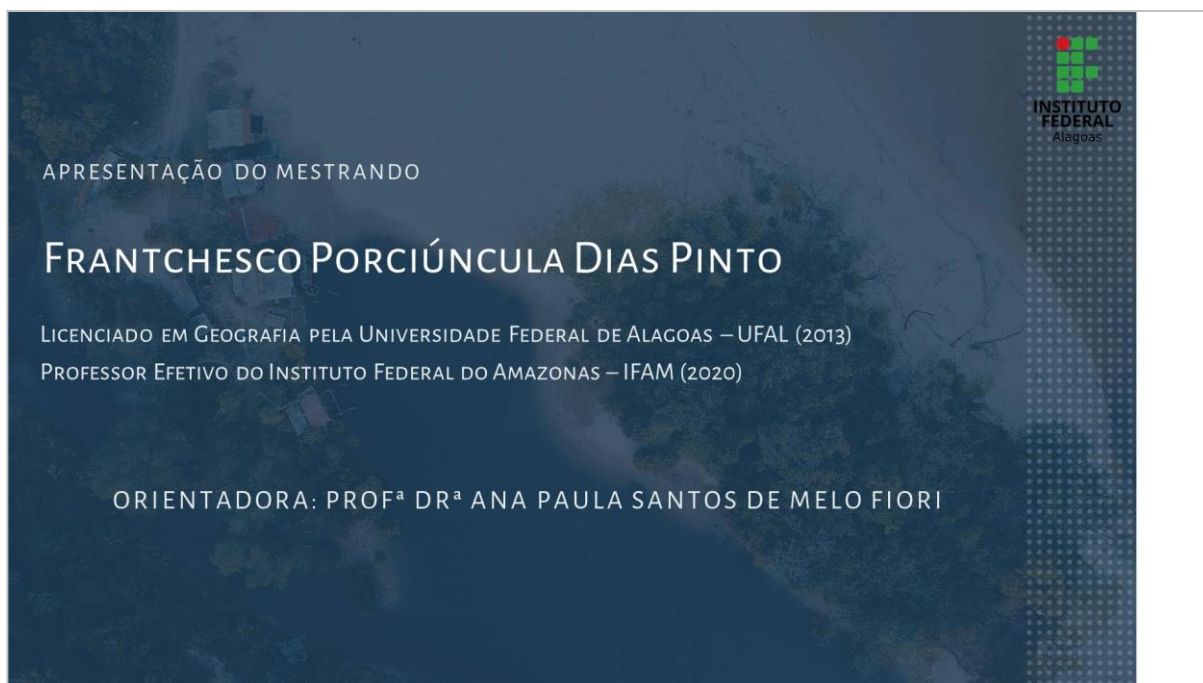 INSTITUTO
FEDERAL
Alagoas
APRESENTAÇÃO DO MESTRANDO
FRANTCHESCO PORCIÚNCULA DIAS PINTO
LICENCIADO EM GEOGRAFIA PELA UNIVERSIDADE FEDERAL DE ALAGOAS – UFAL (2013)
PROFESSOR EFETIVO DO INSTITUTO FEDERAL DO AMAZONAS – IFAM (2020)
ORIENTADORA: PROFª DRª ANA PAULA SANTOS DE MELO FIORI